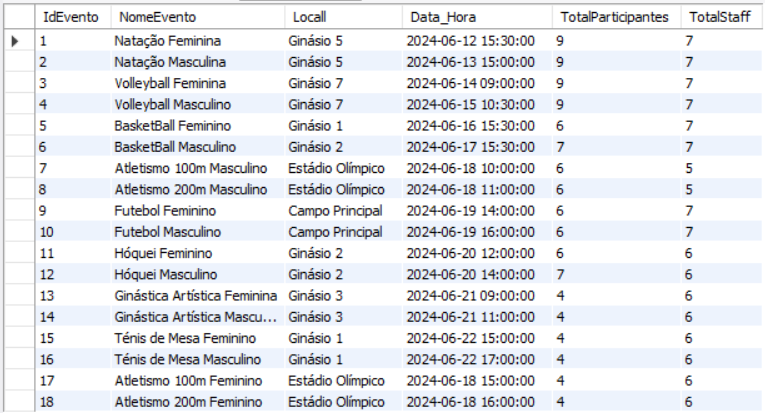 IdEvento NomeEvento Locall Data_Hora TotalParticipantes TotalStaff
1 Natação Feminina Ginásio 5 2024-06-12 15:30:00 9 7
2 Natação Masculina Ginásio 5 2024-06-13 15:00:00 9 7
3 Volleyball Feminina Ginásio 7 2024-06-14 09:00:00 9 7
4 Volleyball Masculino Ginásio 7 2024-06-15 10:30:00 9 7
5 BasketBall Feminino Ginásio 1 2024-06-16 15:30:00 6 7
6 BasketBall Masculino Ginásio 2 2024-06-17 15:30:00 7 7
7 Atletismo 100m Masculino Estádio Olímpico 2024-06-18 10:00:00 6 5
8 Atletismo 200m Masculino Estádio Olímpico 2024-06-18 11:00:00 6 5
9 Futebol Feminino Campo Principal 2024-06-19 14:00:00 6 7
10 Futebol Masculino Campo Principal 2024-06-19 16:00:00 6 7
11 Hóquei Feminino Ginásio 2 2024-06-20 12:00:00 6 6
12 Hóquei Masculino Ginásio 2 2024-06-20 14:00:00 7 6
13 Ginástica Artística Feminina Ginásio 3 2024-06-21 09:00:00 4 6
14 Ginástica Artística Mascu... Ginásio 3 2024-06-21 11:00:00 4 6
15 Ténis de Mesa Feminino Ginásio 1 2024-06-22 15:00:00 4 6
16 Ténis de Mesa Masculino Ginásio 1 2024-06-22 17:00:00 4 6
17 Atletismo 100m Feminino Estádio Olímpico 2024-06-18 15:00:00 4 6
18 Atletismo 200m Feminino Estádio Olímpico 2024-06-18 16:00:00 4 6